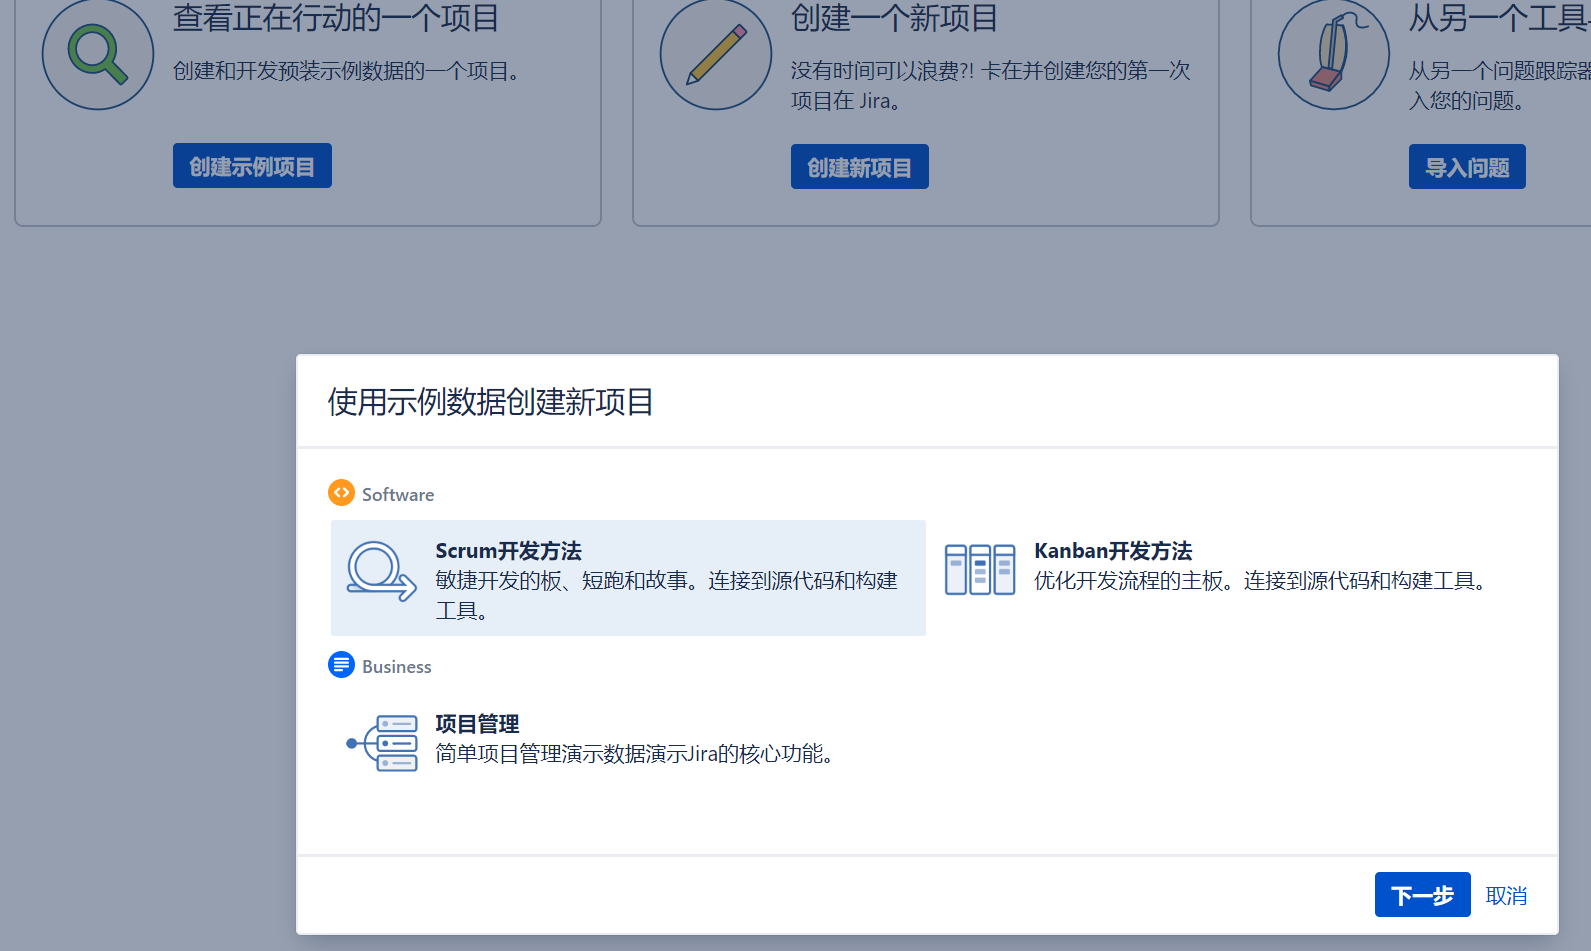 查看正在行动的一个项目
创建和开发预装示例数据的一个项目。
创建示例项目
创建一个新项目
没有时间可以浪费?! 卡在并创建您的第一次
项目在 Jira。
创建新项目
从另一个工具
从另一个问题跟踪器
入您的问题。
导入问题
使用示例数据创建新项目
Software
Scrum开发方法
敏捷开发的板、短跑和故事。连接到源代码和构建
工具。
Kanban开发方法
优化开发流程的主板。连接到源代码和构建工具。
Business
项目管理
简单项目管理演示数据演示Jira的核心功能。
下一步
取消